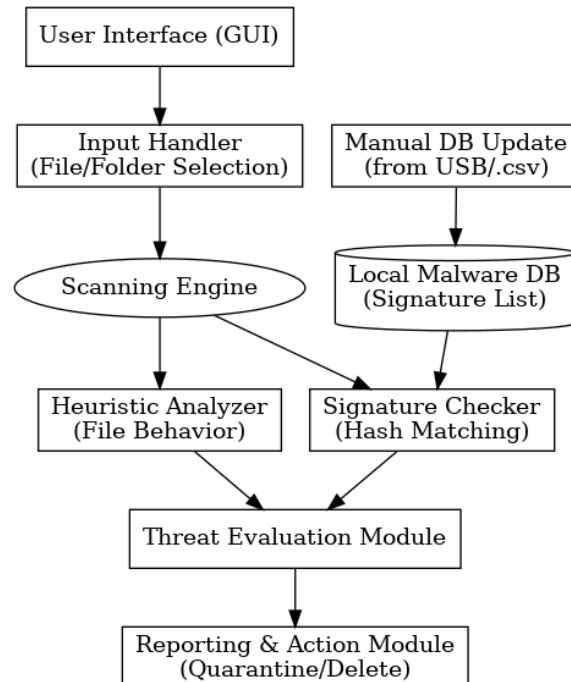 User Interface (GUI)
Input Handler
(File/Folder Selection)
Manual DB Update
(from USB/.csv)
Scanning Engine
Local Malware DB
(Signature List)
Heuristic Analyzer
(File Behavior)
Signature Checker
(Hash Matching)
Threat Evaluation Module
Reporting & Action Module
(Quarantine/Delete)